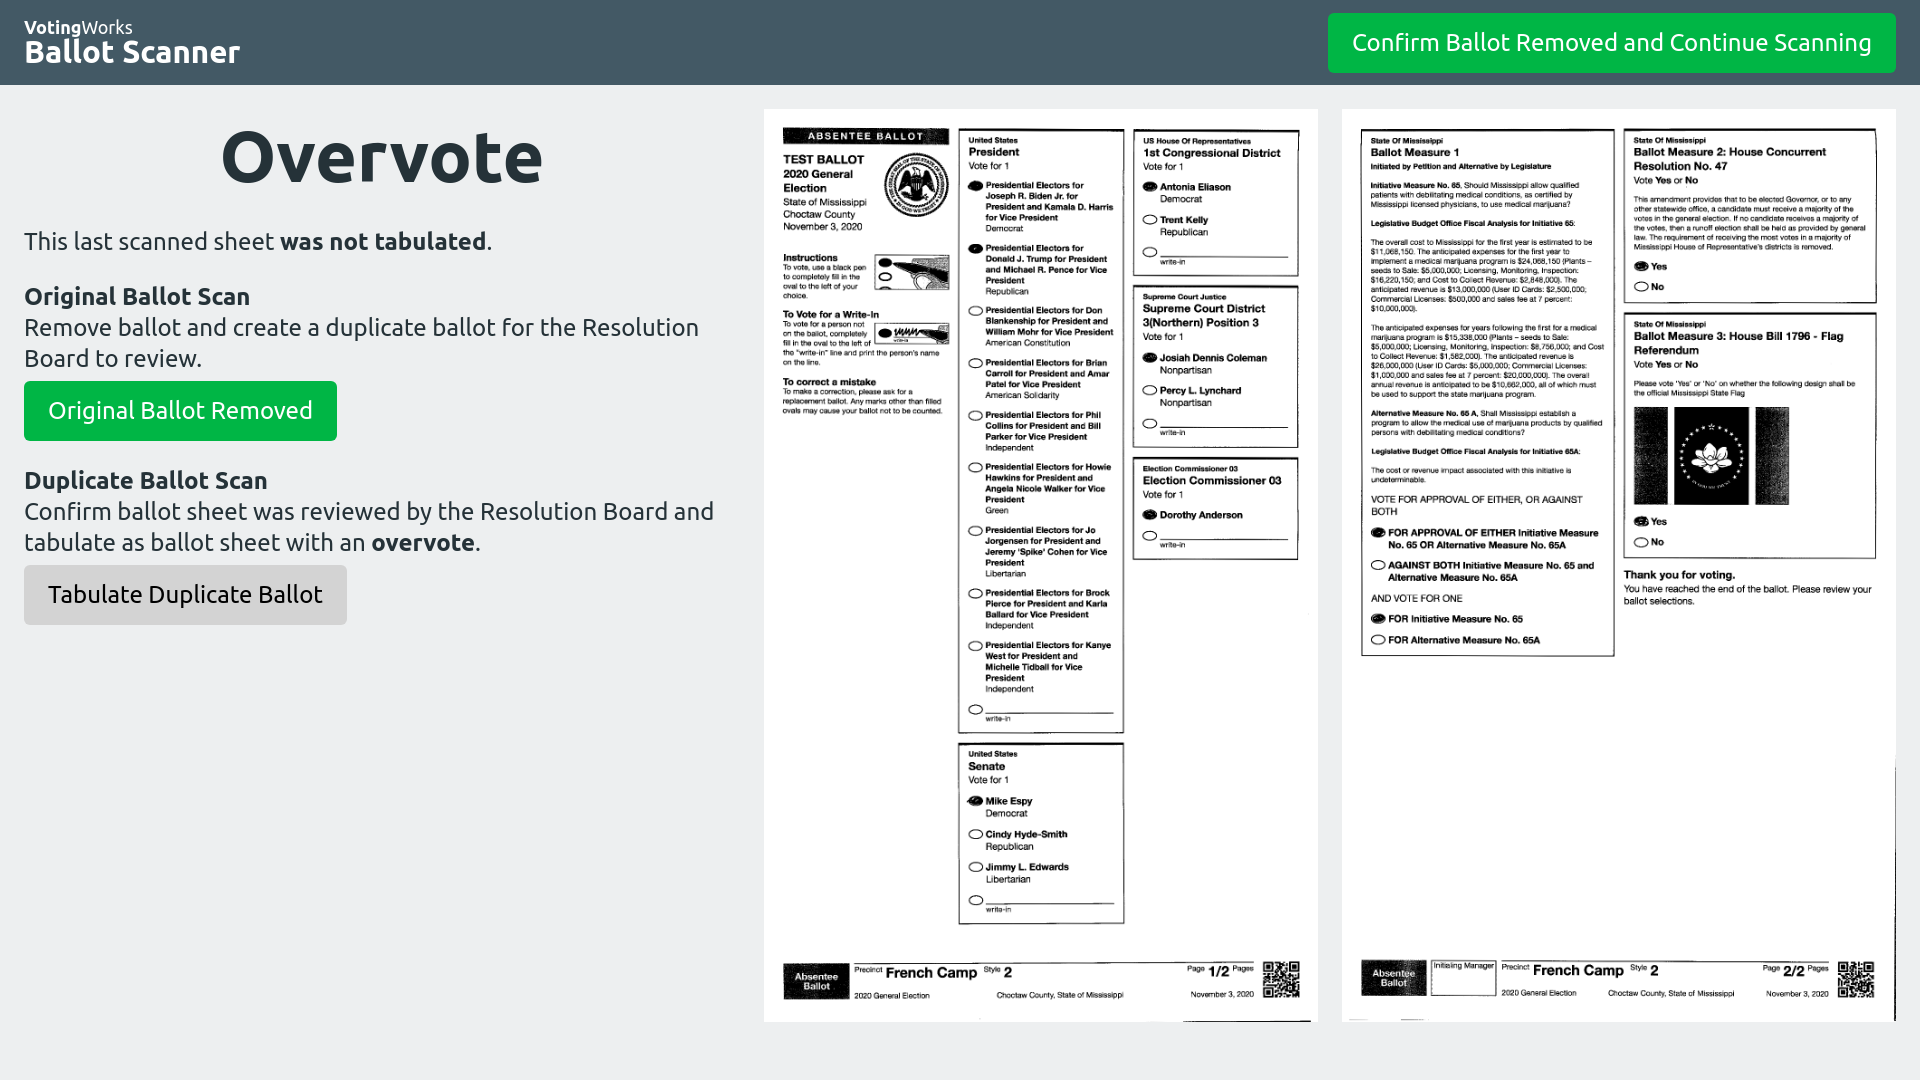 VotingWorks
Ballot Scanner
Confirm Ballot Removed and Continue Scanning
Overvote
This last scanned sheet was not tabulated.
Original Ballot Scan
Remove ballot and create a duplicate ballot for the Resolution
Board to review.
Original Ballot Removed
Duplicate Ballot Scan
Confirm ballot sheet was reviewed by the Resolution Board and
tabulate as ballot sheet with an overvote.
Tabulate Duplicate Ballot
ABSENTEE BALLOT
TEST BALLOT
2020 General
Election
State of Mississippi
Choctaw County
November 3, 2020
Instructions
To vote, use a black pen
to completely fill in the
oval to the left of your
choice.
To Vote for a Write-In
To vote for a person not
on the ballot, completely
fill in the oval to the left of
the "write-in" line and print the person's name
on the line.
To correct a mistake
To make a correction, please ask for a
replacement ballot. Any marks other than filled
ovals may cause your ballot not to be counted.
United States
President
Vote for 1
Presidential Electors for
Joseph R. Biden Jr. for
President and Kamala D. Harris
for Vice President
Democrat
Presidential Electors for
Donald J. Trump for President
and Michael R. Pence for Vice
President
Republican
Presidential Electors for Don
Blankenship for President and
William Mohr for Vice President
American Constitution
Presidential Electors for Brian
Carroll for President and Amar
Patel for Vice President
American Solidarity
Presidential Electors for Phil
Collins for President and Bill
Parker for Vice President
Independent
Presidential Electors for Howie
Hawkins for President and
Angela Nicole Walker for Vice
President
Green
Presidential Electors for Jo
Jorgensen for President and
Jeremy 'Spike' Cohen for Vice
President
Libertarian
Presidential Electors for Brock
Pierce for President and Karla
Ballard for Vice President
Independent
Presidential Electors for Kanye
West for President and
Michelle Tidball for Vice
President
Independent
write-in
United States
Senate
Vote for 1
Mike Espy
Democrat
Cindy Hyde-Smith
Republican
Jimmy L. Edwards
Libertarian
write-in
US House Of Representatives
1st Congressional District
Vote for 1
Antonia Eliason
Democrat
Trent Kelly
Republican
write-in
Supreme Court Justice
Supreme Court District
3(Northern) Position 3
Vote for 1
Josiah Dennis Coleman
Nonpartisan
Percy L. Lynchard
Nonpartisan
write-in
Election Commissioner 03
Election Commissioner 03
Vote for 1
Dorothy Anderson
write-in
Absentee
Ballot
Precinct French Camp Style 2
Page 1/2 Pages
2020 General Election
Choctaw County, State of Mississippi
November 3, 2020
State Of Mississippi
Ballot Measure 1
Initiated by Petition and Alternative by Legislature
Initiative Measure No. 65, Should Mississippi allow qualified
patients with debilitating medical conditions, as certified by
Mississippi licensed physicians, to use medical marijuana?
Legislative Budget Office Fiscal Analysis for Initiative 65:
The overall cost to Mississippi for the first year is estimated to be
$11,068,150. The anticipated expenses for the first year to
implement a medical marijuana program is $24,068,150 (Plants –
seeds to Sale: $5,000,000; Licensing, Monitoring, Inspection:
$16,220,150; and Cost to Collect Revenue: $2,848,000). The
anticipated revenue is $13,000,000 (User ID Cards: $2,500,000;
Commercial Licenses: $500,000 and sales fee at 7 percent:
$10,000,000).
The anticipated expenses for years following the first for a medical
marijuana program is $15,338,000 (Plants – seeds to Sale:
$5,000,000; Licensing, Monitoring, Inspection: $8,756,000; and Cost
to Collect Revenue: $1,582,000). The anticipated revenue is
$26,000,000 (User ID Cards: $5,000,000; Commercial Licenses:
$1,000,000 and sales fee at 7 percent: $20,000,000). The overall
annual revenue is anticipated to be $10,662,000, all of which must
be used to support the state marijuana program.
Alternative Measure No. 65 A, Shall Mississippi establish a
program to allow the medical use of marijuana products by qualified
persons with debilitating medical conditions?
Legislative Budget Office Fiscal Analysis for Initiative 65A:
The cost or revenue impact associated with this initiative is
undeterminable.
VOTE FOR APPROVAL OF EITHER, OR AGAINST
BOTH
FOR APPROVAL OF EITHER Initiative Measure
No. 65 OR Alternative Measure No. 65A
AGAINST BOTH Initiative Measure No. 65 and
Alternative Measure No. 65A
AND VOTE FOR ONE
FOR Initiative Measure No. 65
FOR Alternative Measure No. 65A
State Of Mississippi
Ballot Measure 2: House Concurrent
Resolution No. 47
Vote Yes or No
This amendment provides that to be elected Governor, or to any
other statewide office, a candidate must receive a majority of the
votes in the general election. If no candidate receives a majority of
the votes, then a runoff election shall be held as provided by general
law. The requirement of receiving the most votes in a majority of
Mississippi House of Representative's districts is removed.
Yes
No
State Of Mississippi
Ballot Measure 3: House Bill 1796 - Flag
Referendum
Vote Yes or No
Please vote 'Yes' or 'No' on whether the following design shall be
the official Mississippi State Flag
Yes
No
Thank you for voting.
You have reached the end of the ballot. Please review your
ballot selections.
Absentee
Ballot
Initialing Manager
Precinct French Camp Style 2
Page 2/2 Pages
2020 General Election
Choctaw County, State of Mississippi
November 3, 2020